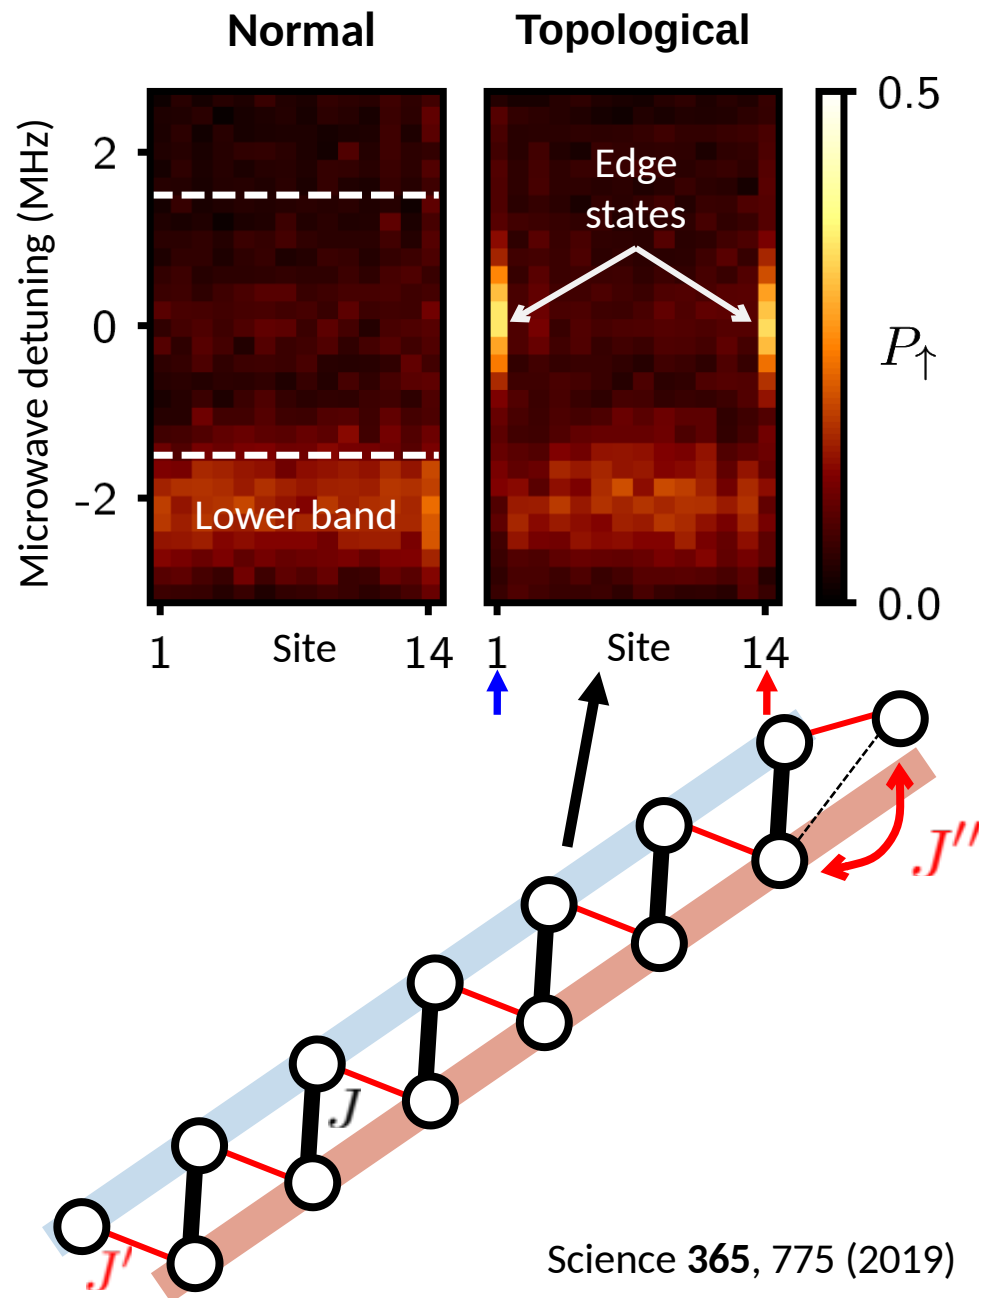 Normal
Topological
Microwave detuning (MHz)
2
0
-2
Lower band
Edge
states
0.5
P↑
0.0
1
Site
14
1
Site
14
J''
J
J'
Science 365, 775 (2019)